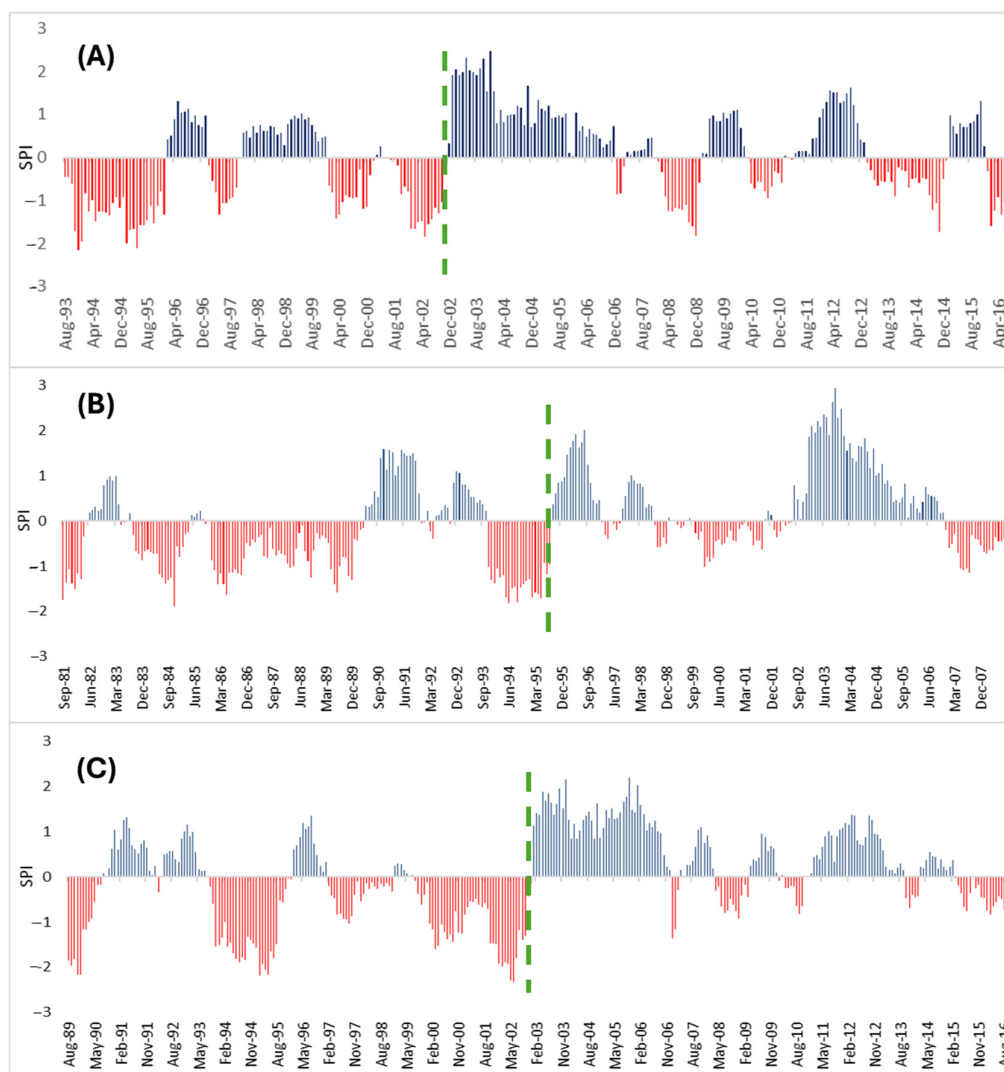 (A)
SPI
3
2
1
0
−1
−2
−3
Aug-93
Apr-94
Dec-94
Aug-95
Apr-96
Dec-96
Aug-97
Apr-98
Dec-98
Aug-99
Apr-00
Dec-00
Aug-01
Apr-02
Dec-02
Aug-03
Apr-04
Dec-04
Aug-05
Apr-06
Dec-06
Aug-07
Apr-08
Dec-08
Aug-09
Apr-10
Dec-10
Aug-11
Apr-12
Dec-12
Aug-13
Apr-14
Dec-14
Aug-15
Apr-16
(B)
SPI
3
2
1
0
−1
−2
−3
Sep-81
Jun-82
Mar-83
Dec-83
Sep-84
Jun-85
Mar-86
Dec-86
Sep-87
Jun-88
Mar-89
Dec-89
Sep-90
Jun-91
Mar-92
Dec-92
Sep-93
Jun-94
Mar-95
Dec-95
Sep-96
Jun-97
Mar-98
Dec-98
Sep-99
Jun-00
Mar-01
Dec-01
Sep-02
Jun-03
Mar-04
Dec-04
Sep-05
Jun-06
Mar-07
Dec-07
(C)
SPI
3
2
1
0
−1
−2
−3
Aug-89
May-90
Feb-91
Nov-91
Aug-92
May-93
Feb-94
Nov-94
Aug-95
May-96
Feb-97
Nov-97
Aug-98
May-99
Feb-00
Nov-00
Aug-01
May-02
Feb-03
Nov-03
Aug-04
May-05
Feb-06
Nov-06
Aug-07
May-08
Feb-09
Nov-09
Aug-10
May-11
Feb-12
Nov-12
Aug-13
May-14
Feb-15
Nov-15
Aug-16